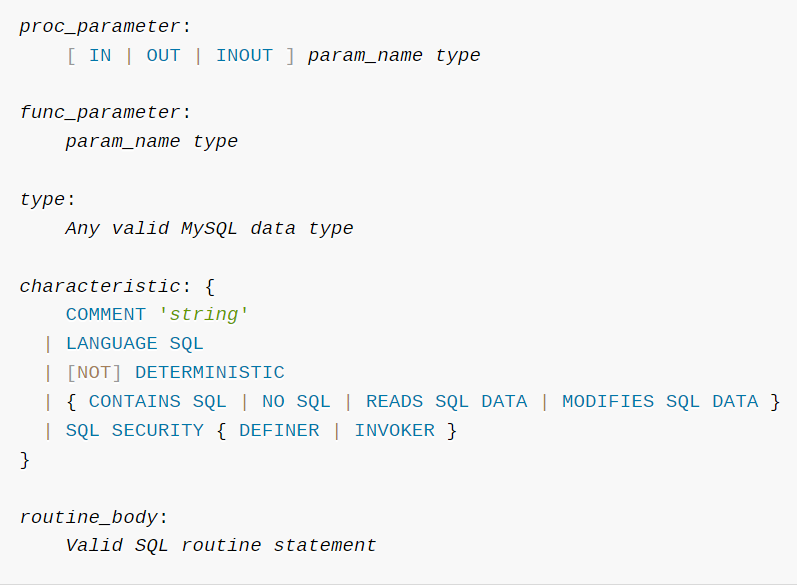 proc_parameter:
[ IN | OUT | INOUT ] param_name type
func_parameter:
param_name type
type:
Any valid MySQL data type
characteristic: {
COMMENT 'string'
| LANGUAGE SQL
| [NOT] DETERMINISTIC
| { CONTAINS SQL | NO SQL | READS SQL DATA | MODIFIES SQL DATA }
| SQL SECURITY { DEFINER | INVOKER }
}
routine_body:
Valid SQL routine statement